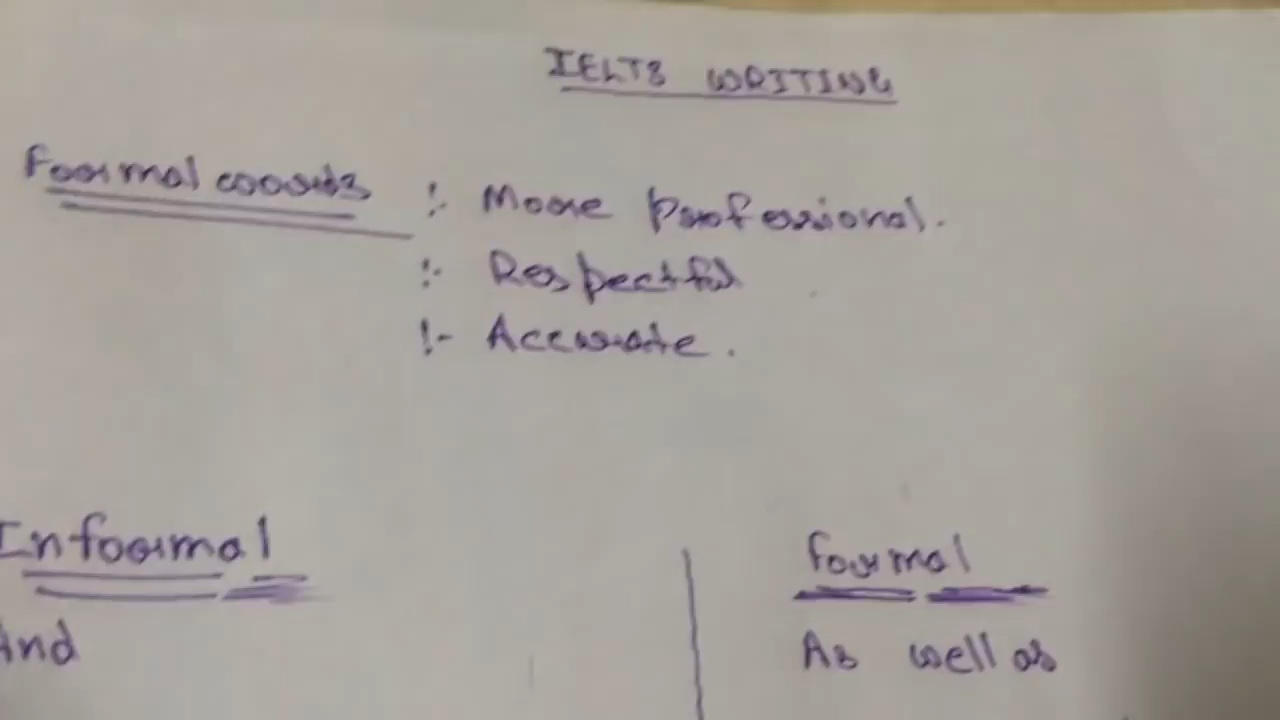 IELTS WRITING
Formal words :- More professional.
:- Respectful
:- Accurate.
Informal Formal
And As well as